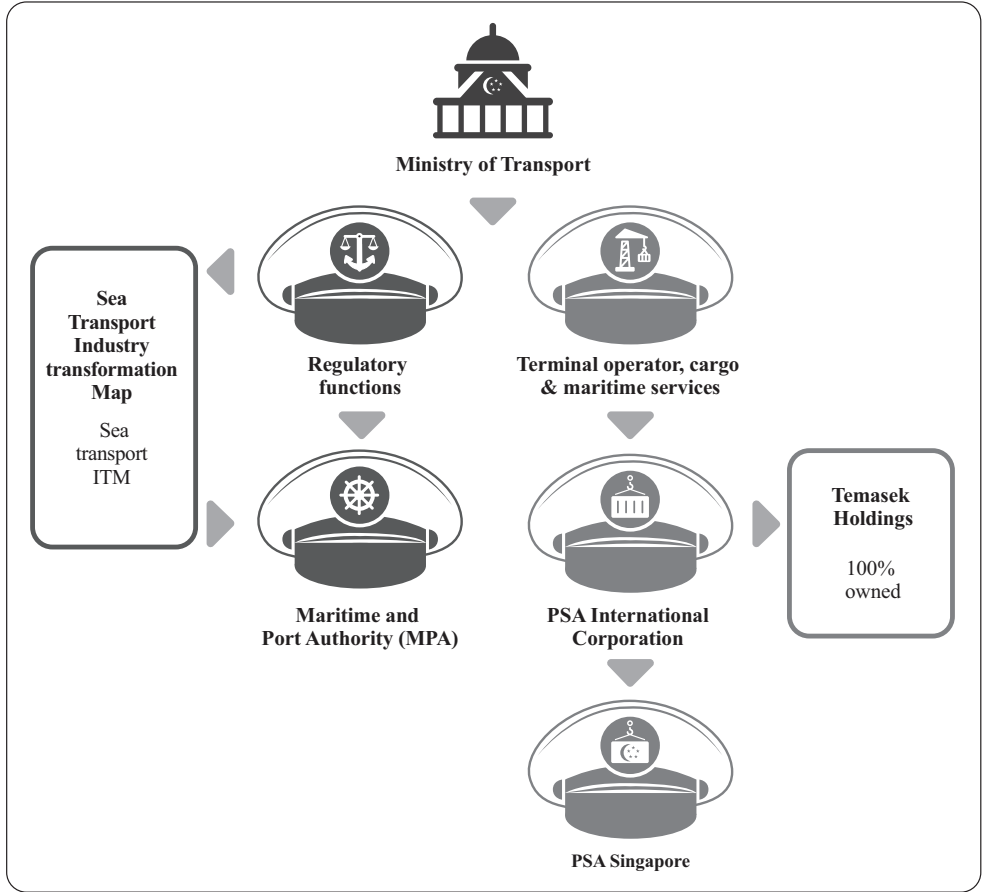 Ministry of Transport
Sea
Transport
Industry
transformation
Map
Sea
transport
ITM
Regulatory
functions
Terminal operator, cargo
& maritime services
Maritime and
Port Authority (MPA)
PSA International
Corporation
Temasek
Holdings
100%
owned
PSA Singapore